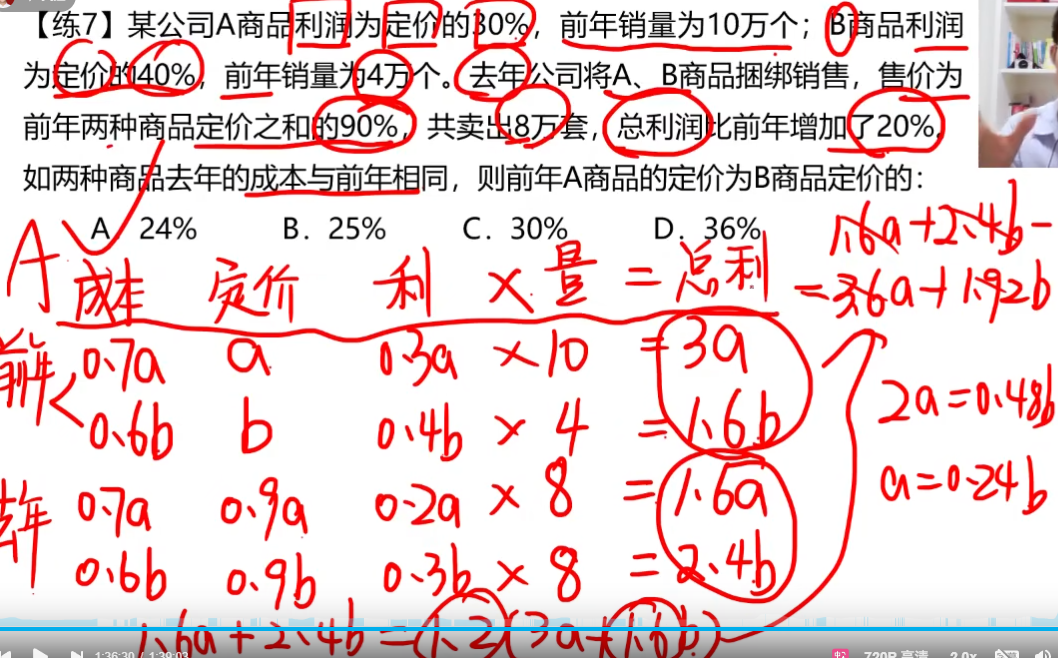 【练7】某公司A商品利润为定价的30%，前年销量为10万个；B商品利润
为定价的40%，前年销量为4万个。去年公司将A、B商品捆绑销售，售价为
前年两种商品定价之和的90%，共卖出8万套，总利润比前年增加了20%。
如两种商品去年的成本与前年相同，则前年A商品的定价为B商品定价的：
A. 24% B. 25% C. 30% D. 36%
1.6a+2.4b-
=3.6a+1.92b
A
成本 定价 利 × 量 = 总利
前年 0.7a a 0.3a × 10 = 3a
0.6b b 0.4b × 4 = 1.6b
2a=0.48b
去年 0.7a 0.9a 0.2a × 8 = 1.6a
a=0.24b
0.6b 0.9b 0.3b × 8 = 2.4b
1.6a+2.4b=(1.2)(3a+1.6b)
1:36:30 / 1:39:03 720P 高清 2.0x